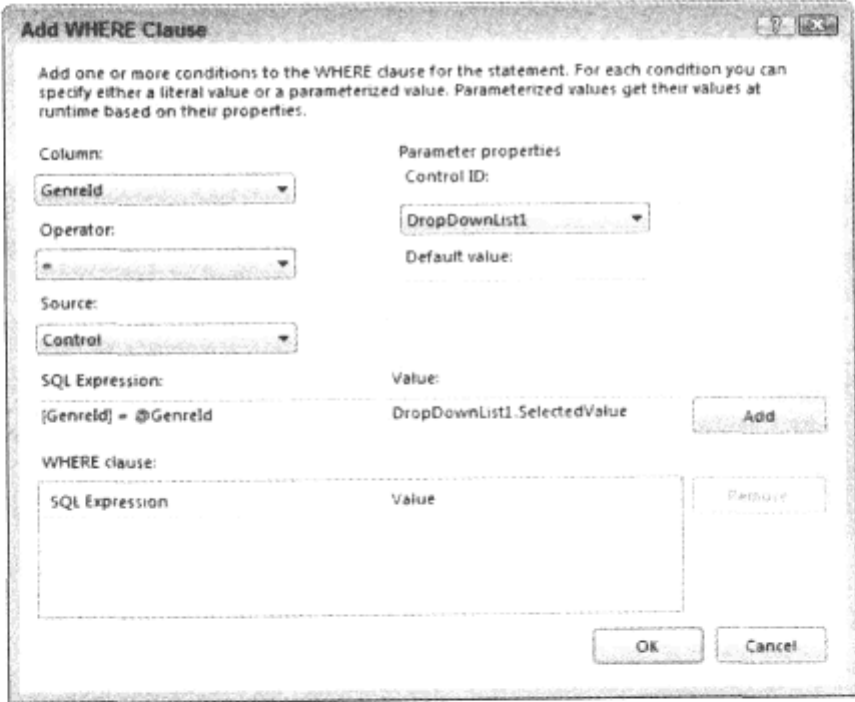 Add WHERE Clause
Add one or more conditions to the WHERE clause for the statement. For each condition you can
specify either a literal value or a parameterized value. Parameterized values get their values at
runtime based on their properties.
Column:
GenreId
Operator:
=
Source:
Control
Parameter properties
Control ID:
DropDownList1
Default value:
SQL Expression:
Value:
[GenreId] = @GenreId
DropDownList1.SelectedValue
Add
WHERE clause:
SQL Expression
Value
Remove
OK
Cancel